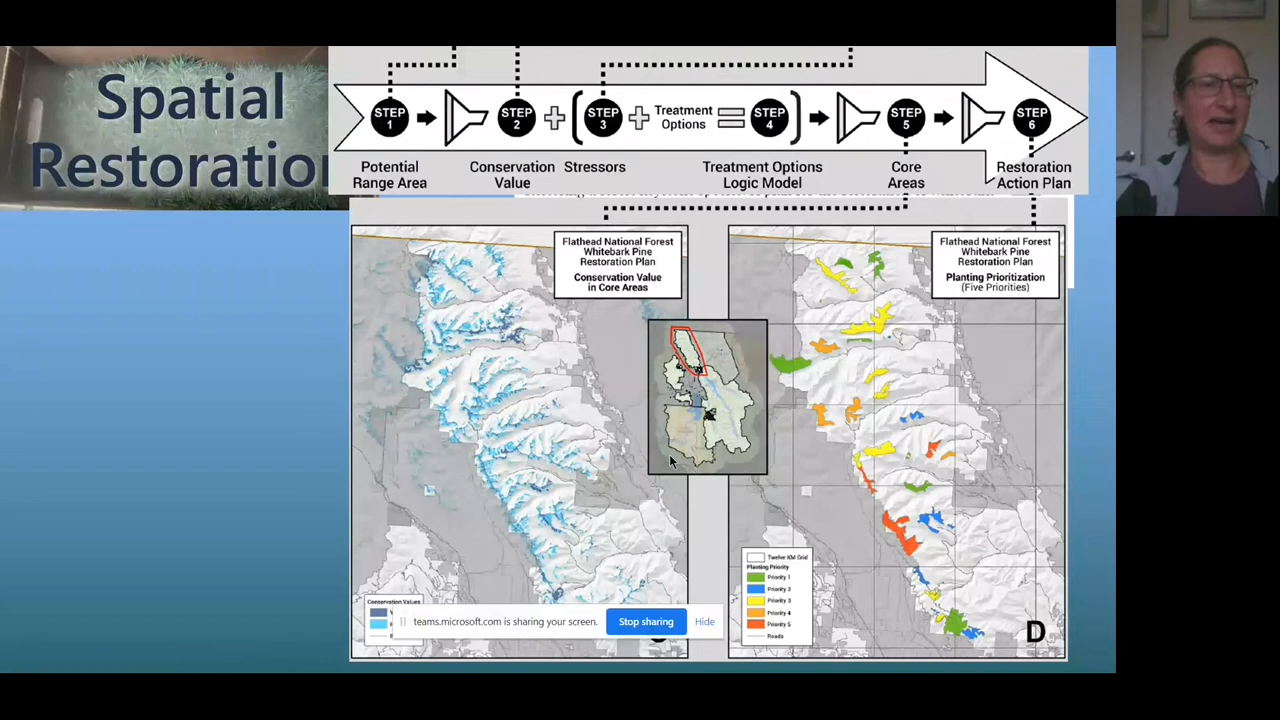 Spatial
Restoration
STEP
1
STEP
2
STEP
3
Treatment
Options
STEP
4
STEP
5
STEP
6
Potential
Range Area
Conservation
Value
Stressors
Treatment Options
Logic Model
Core
Areas
Restoration
Action Plan
Flathead National Forest
Whitebark Pine
Restoration Plan
Conservation Value
in Core Areas
Flathead National Forest
Whitebark Pine
Restoration Plan
Planting Prioritization
(Five Priorities)
Twelve KM Grid
Planting Priority
Priority 1
Priority 2
Priority 3
Priority 4
Priority 5
Roads
D
Conservation Values
teams.microsoft.com is sharing your screen.
Stop sharing
Hide